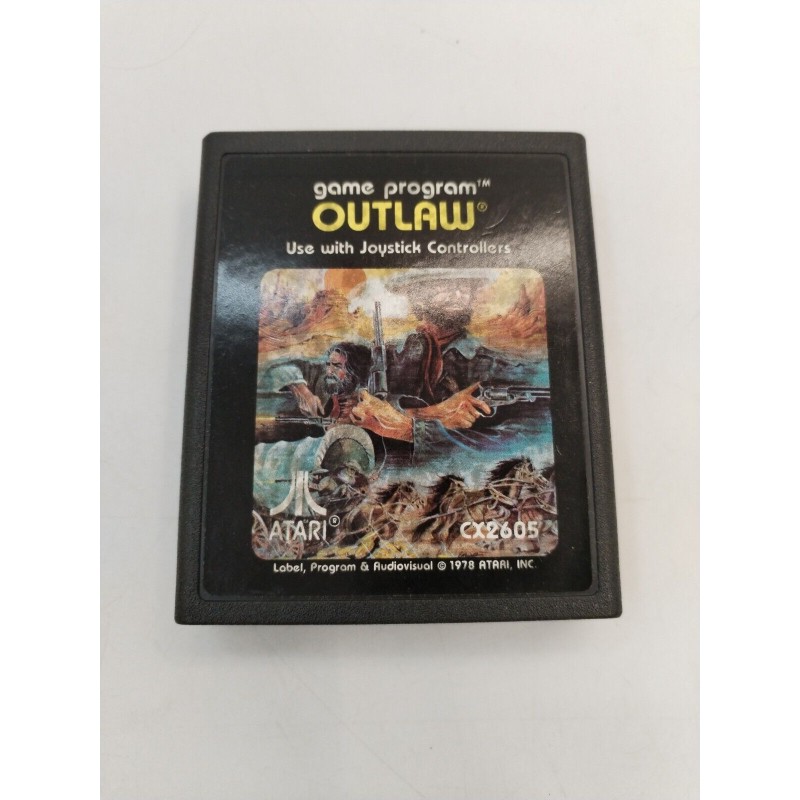 game program™
OUTLAW®
Use with Joystick Controllers
ATARI®
CX2605
Label, Program & Audiovisual © 1978 ATARI, INC.